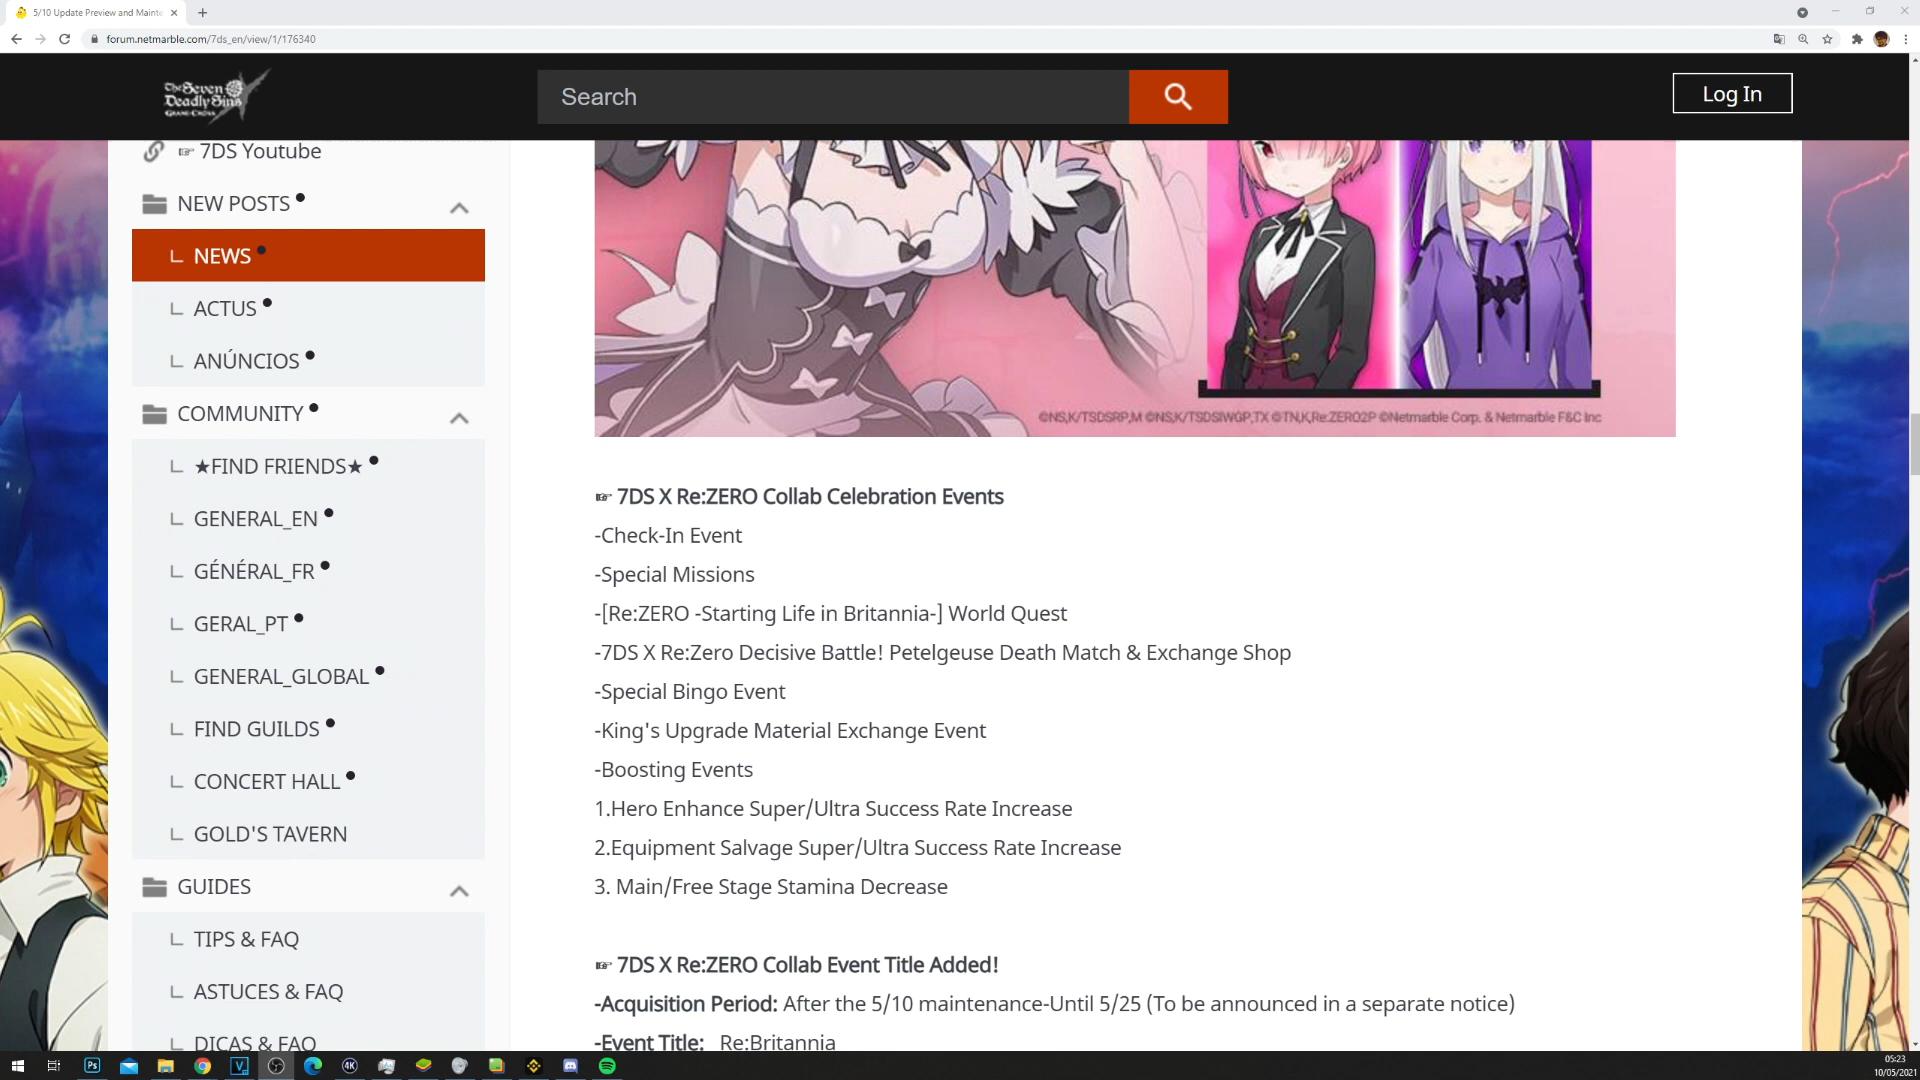 5/10 Update Preview and Mainte
forum.netmarble.com/7ds_en/view/1/176340
The Seven
Deadly Sins
GRAND CROSS
Search
Log In
☞ 7DS Youtube
NEW POSTS
NEWS
ACTUS
ANÚNCIOS
COMMUNITY
★FIND FRIENDS★
GENERAL_EN
GÉNÉRAL_FR
GERAL_PT
GENERAL_GLOBAL
FIND GUILDS
CONCERT HALL
GOLD'S TAVERN
GUIDES
TIPS & FAQ
ASTUCES & FAQ
DICAS & FAQ
©NS,K/TSDSRP,M ©NS,K/TSDSIWGP,TX ©TN,K,Re:ZERO2P ©Netmarble Corp. & Netmarble F&C Inc
☞ 7DS X Re:ZERO Collab Celebration Events
-Check-In Event
-Special Missions
-[Re:ZERO -Starting Life in Britannia-] World Quest
-7DS X Re:Zero Decisive Battle! Petelgeuse Death Match & Exchange Shop
-Special Bingo Event
-King's Upgrade Material Exchange Event
-Boosting Events
1.Hero Enhance Super/Ultra Success Rate Increase
2.Equipment Salvage Super/Ultra Success Rate Increase
3. Main/Free Stage Stamina Decrease
☞ 7DS X Re:ZERO Collab Event Title Added!
-Acquisition Period: After the 5/10 maintenance-Until 5/25 (To be announced in a separate notice)
-Event Title: Re:Britannia
Ps
V
4K
05:23
10/05/2021